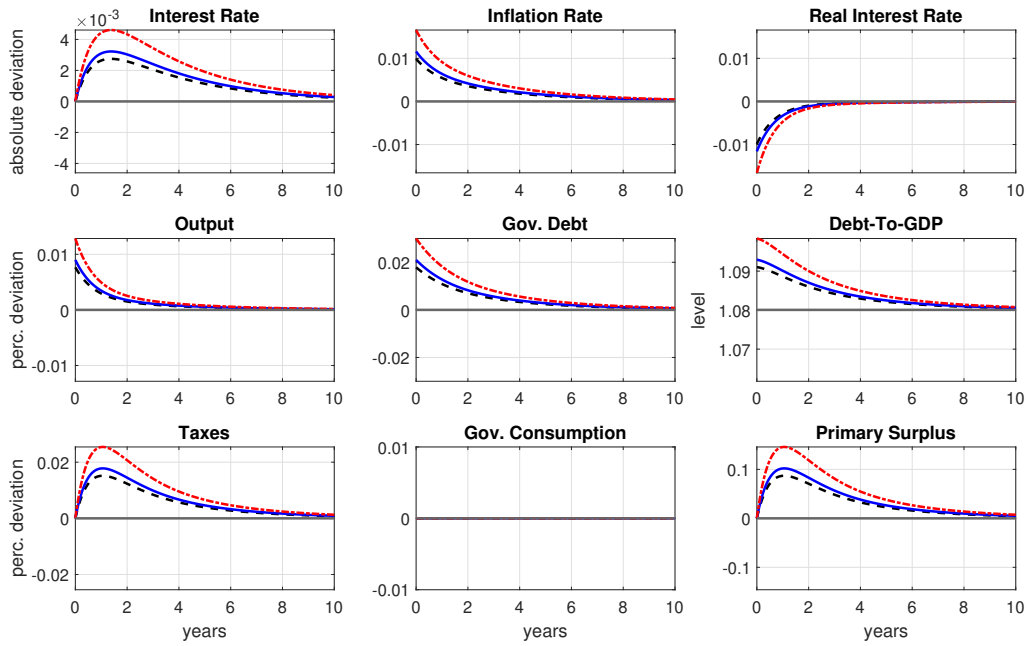 Interest Rate
Inflation Rate
Real Interest Rate
×10⁻³
absolute deviation
4
2
0
-2
-4
0 2 4 6 8 10
0.01
0
-0.01
0 2 4 6 8 10
0.01
0
-0.01
0 2 4 6 8 10
Output
Gov. Debt
Debt-To-GDP
perc. deviation
0.01
0
-0.01
0 2 4 6 8 10
0.02
0
-0.02
0 2 4 6 8 10
level
1.09
1.08
1.07
0 2 4 6 8 10
Taxes
Gov. Consumption
Primary Surplus
perc. deviation
0.02
0
-0.02
0 2 4 6 8 10
years
0.01
0
-0.01
0 2 4 6 8 10
years
0.1
0
-0.1
0 2 4 6 8 10
years